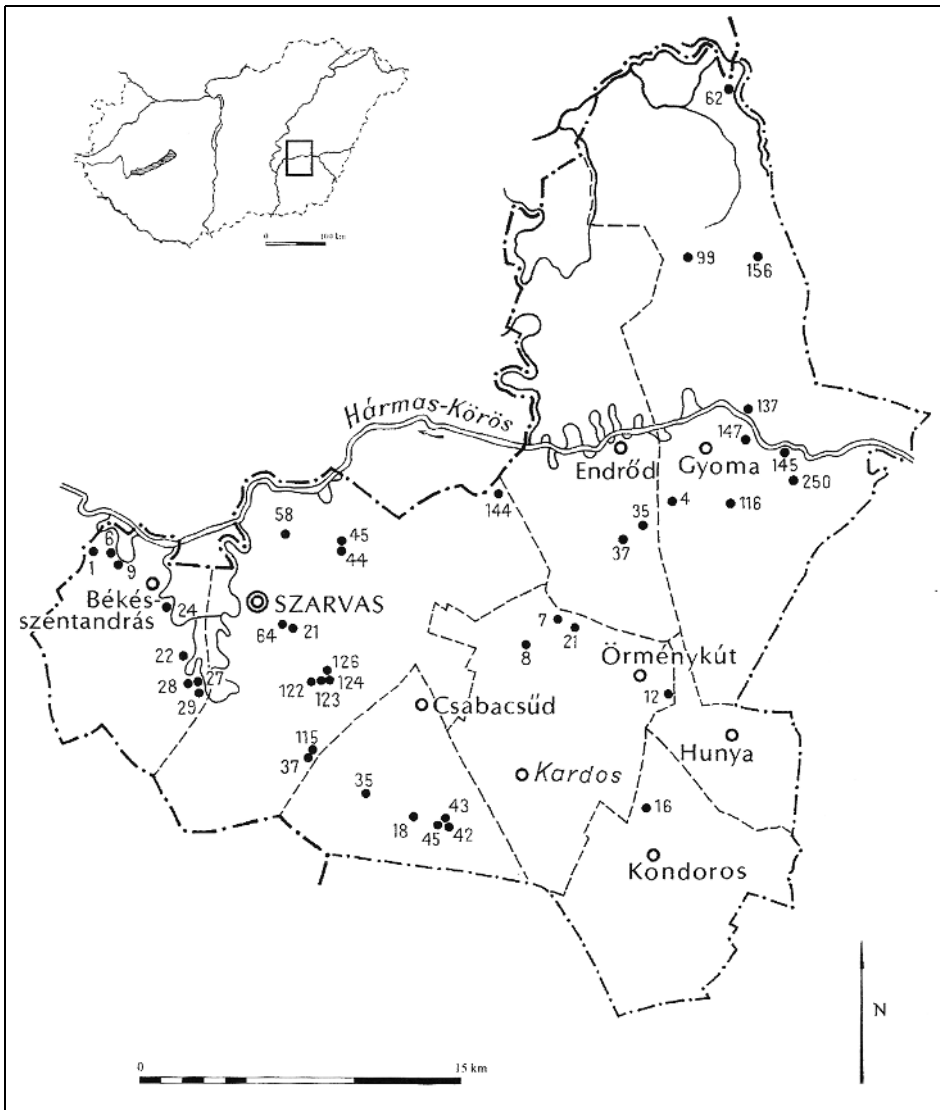 0 100 km
62
99
156
Hármas-Körös
137
147
Endrőd
Gyoma
145
250
144
4
116
35
37
58
45
44
6
1
9
Békés-
szentandrás
24
SZARVAS
64
21
7
21
8
Örménykút
12
22
28
27
29
126
122
123
124
Csabacsűd
Hunya
115
37
Kardos
35
18
43
45
42
16
Kondoros
N
0 15 km